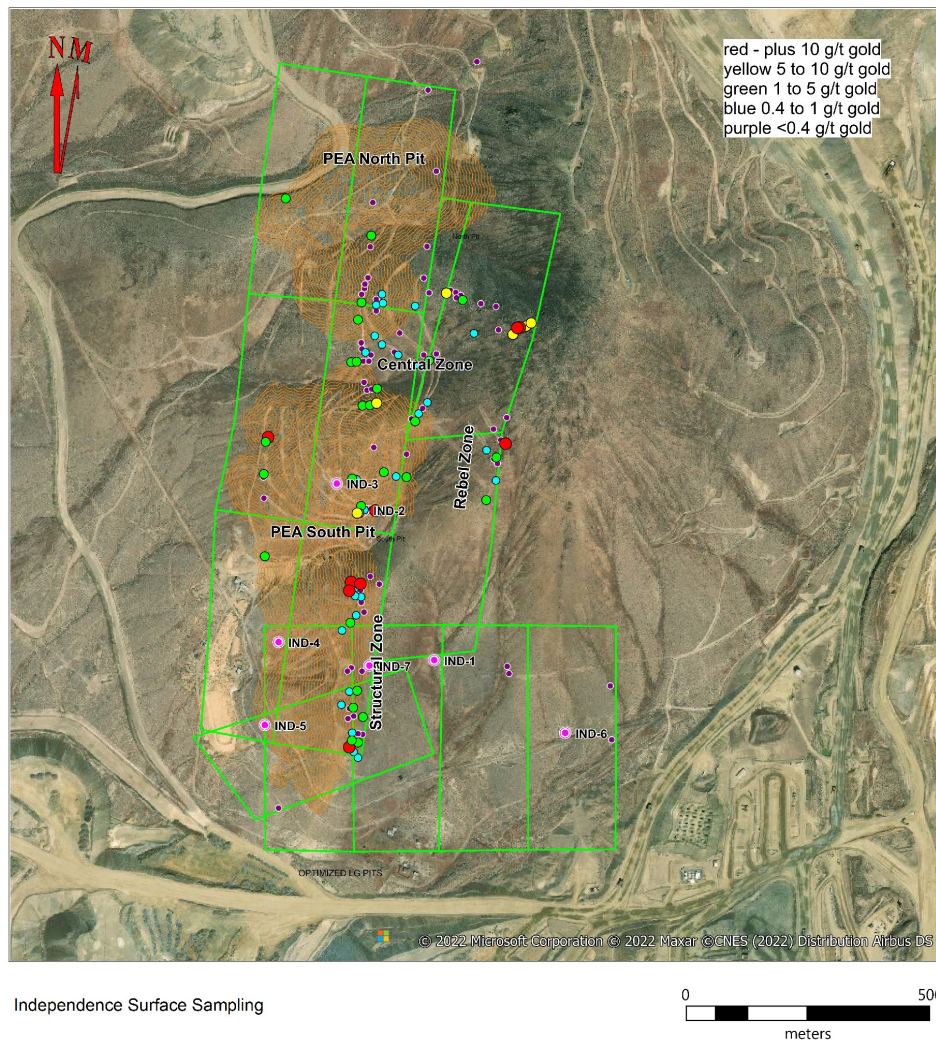 N M
red - plus 10 g/t gold
yellow 5 to 10 g/t gold
green 1 to 5 g/t gold
blue 0.4 to 1 g/t gold
purple <0.4 g/t gold
PEA North Pit
North Pit
Central Zone
Rebel Zone
IND-3
IND-2
PEA South Pit
South Pit
Structural Zone
IND-4
IND-7
IND-1
IND-5
IND-6
OPTIMIZED LG PITS
© 2022 Microsoft Corporation © 2022 Maxar ©CNES (2022) Distribution Airbus DS
Independence Surface Sampling
0 500
meters